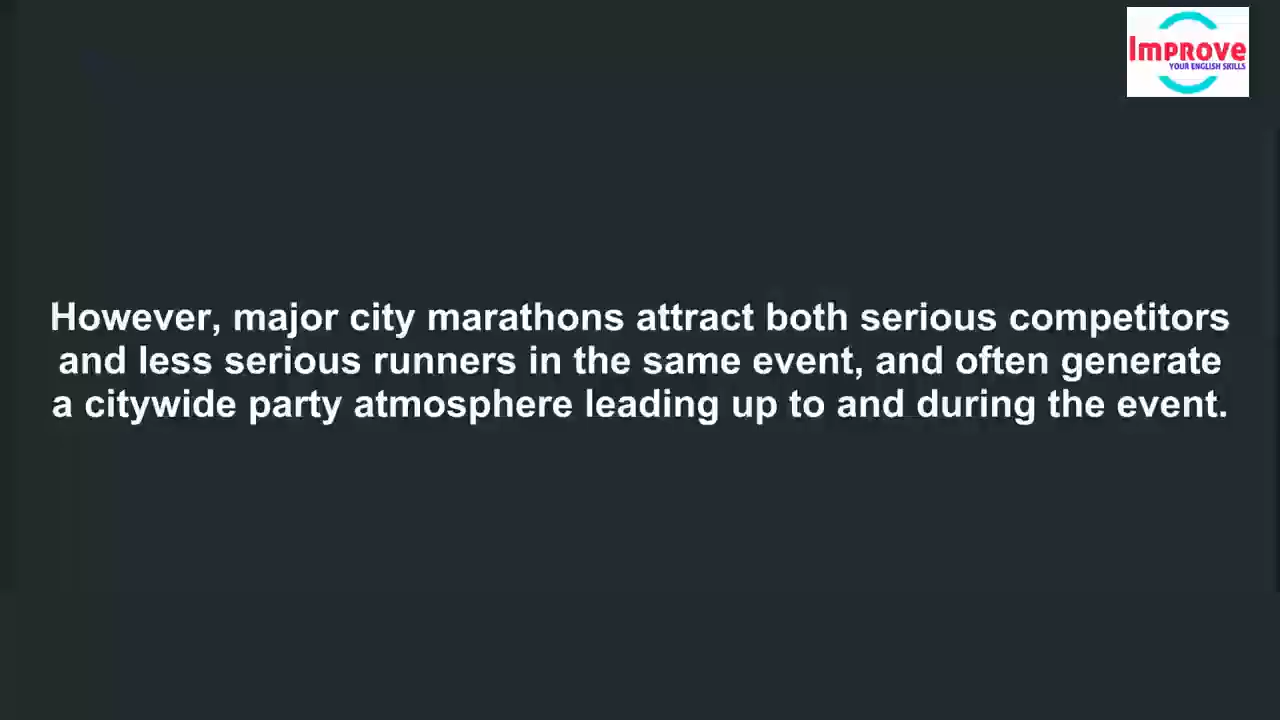 Improve
YOUR ENGLISH SKILLS
However, major city marathons attract both serious competitors
and less serious runners in the same event, and often generate
a citywide party atmosphere leading up to and during the event.